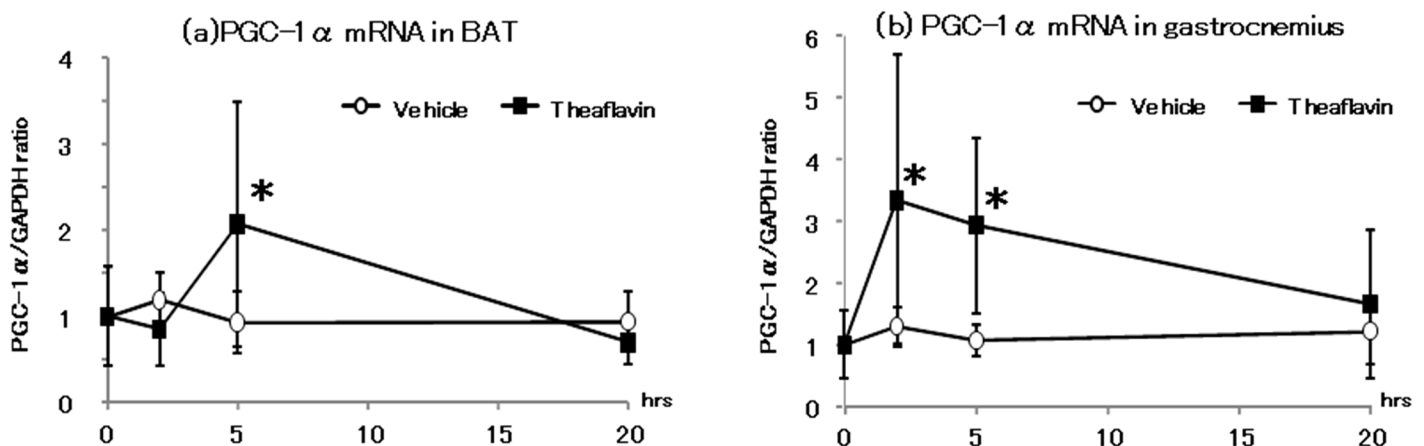 (a)PGC-1α mRNA in BAT
PGC-1α/GAPDH ratio
4
3
2
1
0
Vehicle Theaflavin
*
hrs
0 5 10 15 20
(b) PGC-1α mRNA in gastrocnemius
PGC-1α/GAPDH ratio
6
5
4
3
2
1
0
Vehicle Theaflavin
* *
hrs
0 5 10 15 20